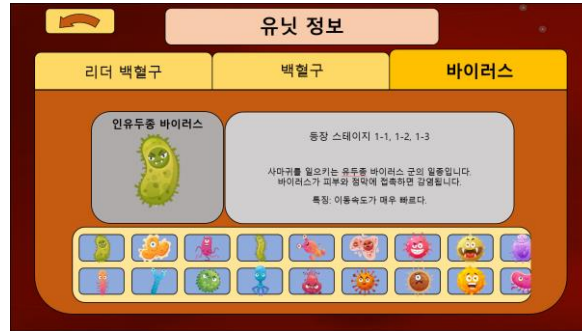 유닛 정보
리더 백혈구
백혈구
바이러스
인유두종 바이러스
등장 스테이지 1-1, 1-2, 1-3
사마귀를 일으키는 유두종 바이러스 군의 일종입니다.
바이러스가 피부와 점막에 접촉하면 감염됩니다.
특징: 이동속도가 매우 빠르다.